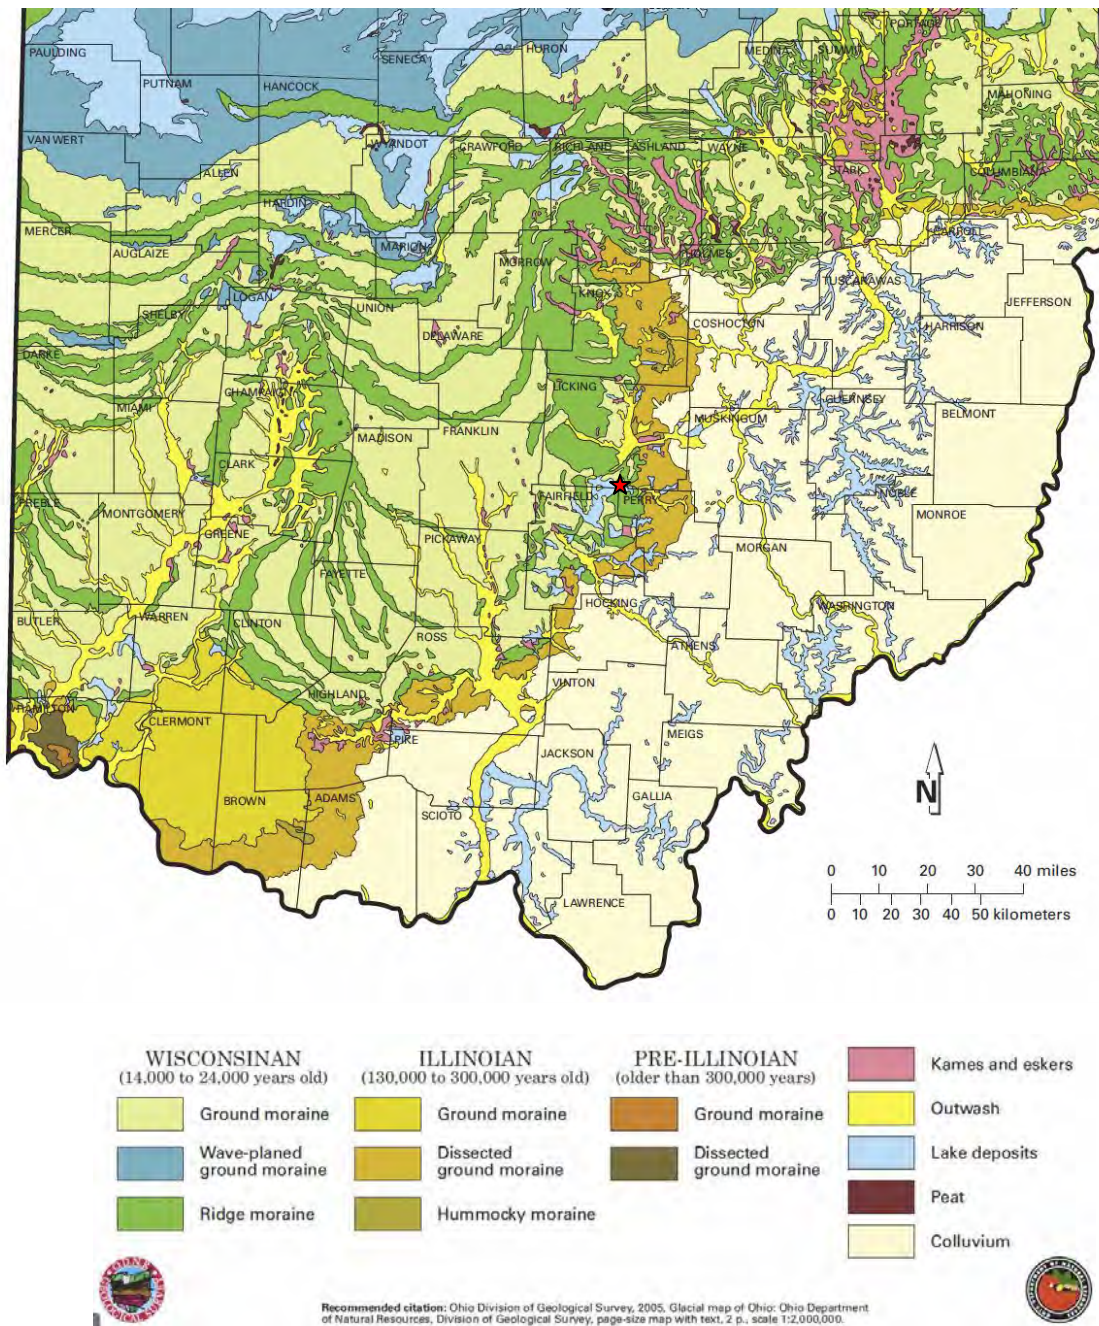 PORTAGE
PAULDING
SENECA
HURON
MEDINA
SUMMIT
PUTNAM
HANCOCK
MAHONING
VAN WERT
WYANDOT
CRAWFORD
RICHLAND
ASHLAND
WAYNE
STARK
COLUMBIANA
ALLEN
HARDIN
MERCER
AUGLAIZE
MARION
MORROW
HOLMES
CARROLL
TUSCARAWAS
LOGAN
UNION
KNOX
JEFFERSON
SHELBY
DELAWARE
COSHOCTON
HARRISON
DARKE
CHAMPAIGN
LICKING
GUERNSEY
BELMONT
MIAMI
MADISON
FRANKLIN
MUSKINGUM
CLARK
PREBLE
MONTGOMERY
FAIRFIELD
PERRY
NOBLE
MONROE
GREENE
PICKAWAY
MORGAN
FAYETTE
BUTLER
WARREN
CLINTON
ROSS
HOCKING
WASHINGTON
ATHENS
HIGHLAND
VINTON
HAMILTON
CLERMONT
PIKE
JACKSON
MEIGS
BROWN
ADAMS
SCIOTO
GALLIA
LAWRENCE
N
0 10 20 30 40 miles
0 10 20 30 40 50 kilometers
WISCONSINAN
(14,000 to 24,000 years old)
Ground moraine
Wave-planed
ground moraine
Ridge moraine
ILLINOIAN
(130,000 to 300,000 years old)
Ground moraine
Dissected
ground moraine
Hummocky moraine
PRE-ILLINOIAN
(older than 300,000 years)
Ground moraine
Dissected
ground moraine
Kames and eskers
Outwash
Lake deposits
Peat
Colluvium
Recommended citation: Ohio Division of Geological Survey, 2005, Glacial map of Ohio: Ohio Department
of Natural Resources, Division of Geological Survey, page-size map with text, 2 p., scale 1:2,000,000.